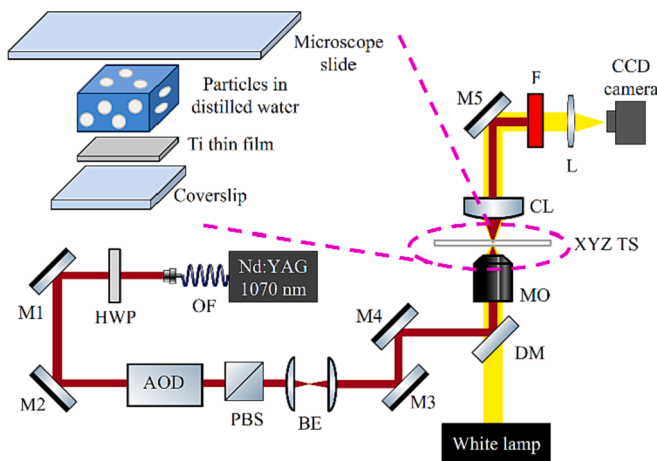 Microscope
slide
Particles in
distilled water
Ti thin film
Coverslip
M5
F
CCD
camera
L
CL
XYZ TS
MO
DM
White lamp
Nd:YAG
1070 nm
OF
HWP
M1
M2
AOD
PBS
BE
M4
M3